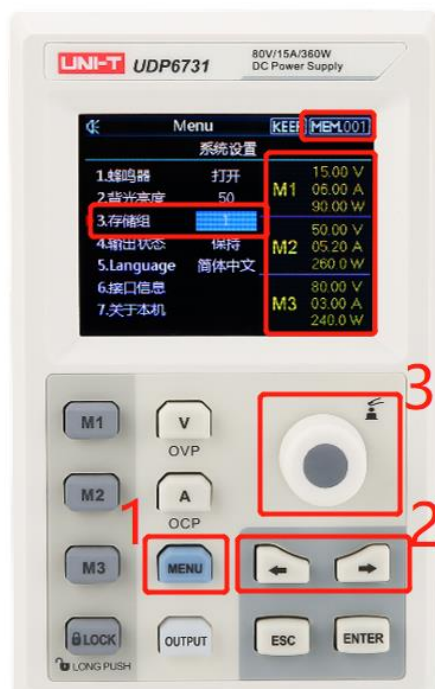 UNI-T UDP6731 80V/15A/360W
DC Power Supply
Menu KEEP MEM.001
系统设置
1.蜂鸣器 打开
2.背光亮度 50
3.存储组 1
4.输出状态 保持
5.Language 简体中文
6.接口信息
7.关于本机
M1 15.00 V
06.00 A
90.00 W
M2 50.00 V
05.20 A
260.0 W
M3 80.00 V
03.00 A
240.0 W
3
M1 V
OVP
M2 A
OCP
1 2
M3 MENU
LOCK OUTPUT ESC ENTER
LONG PUSH